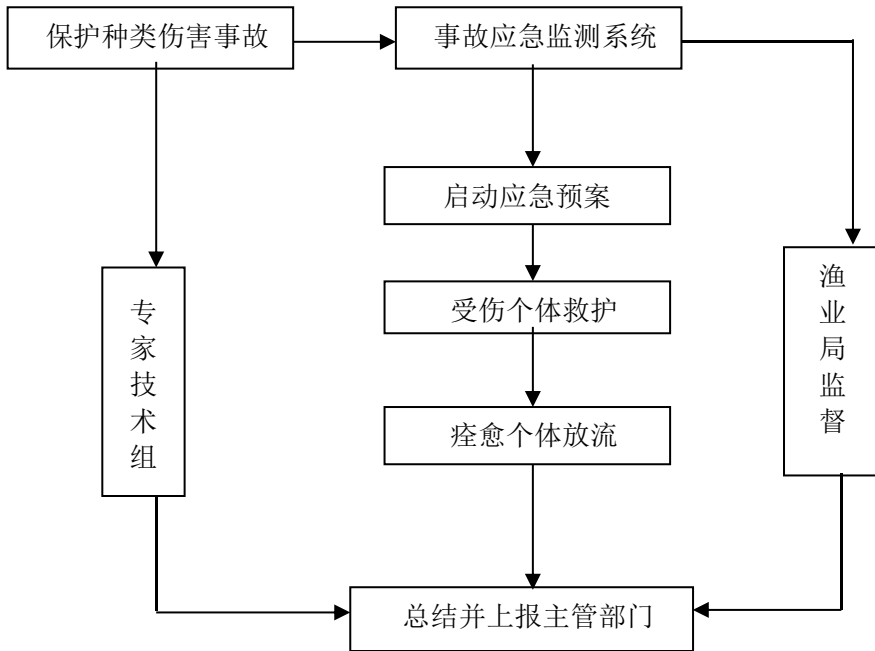 保护种类伤害事故
事故应急监测系统
启动应急预案
受伤个体救护
痊愈个体放流
专家技术组
渔业局监督
总结并上报主管部门